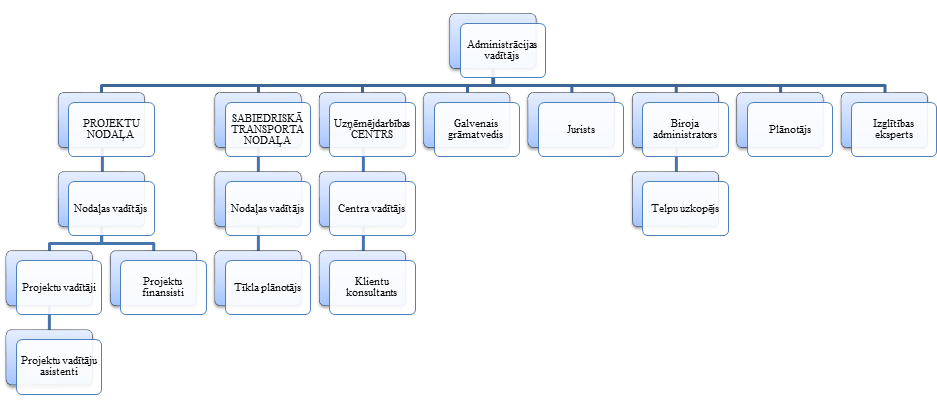 Administrācijas
vadītājs
PROJEKTU
NODAĻA
SABIEDRISKĀ
TRANSPORTA
NODAĻA
Uzņēmējdarbības
CENTRS
Galvenais
grāmatvedis
Jurists
Biroja
administrators
Plānotājs
Izglītības
eksperts
Nodaļas vadītājs
Nodaļas vadītājs
Centra vadītājs
Telpu uzkopējs
Projektu vadītāji
Projektu
finansisti
Tīkla plānotājs
Klientu
konsultants
Projektu vadītāju
asistenti